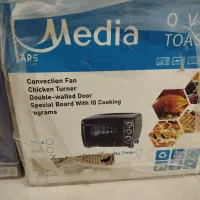 Media
O V
TOA
ARS
Convection Fan
Chicken Turner
Double-walled Door
Special Board With 10 Cooking
rograms